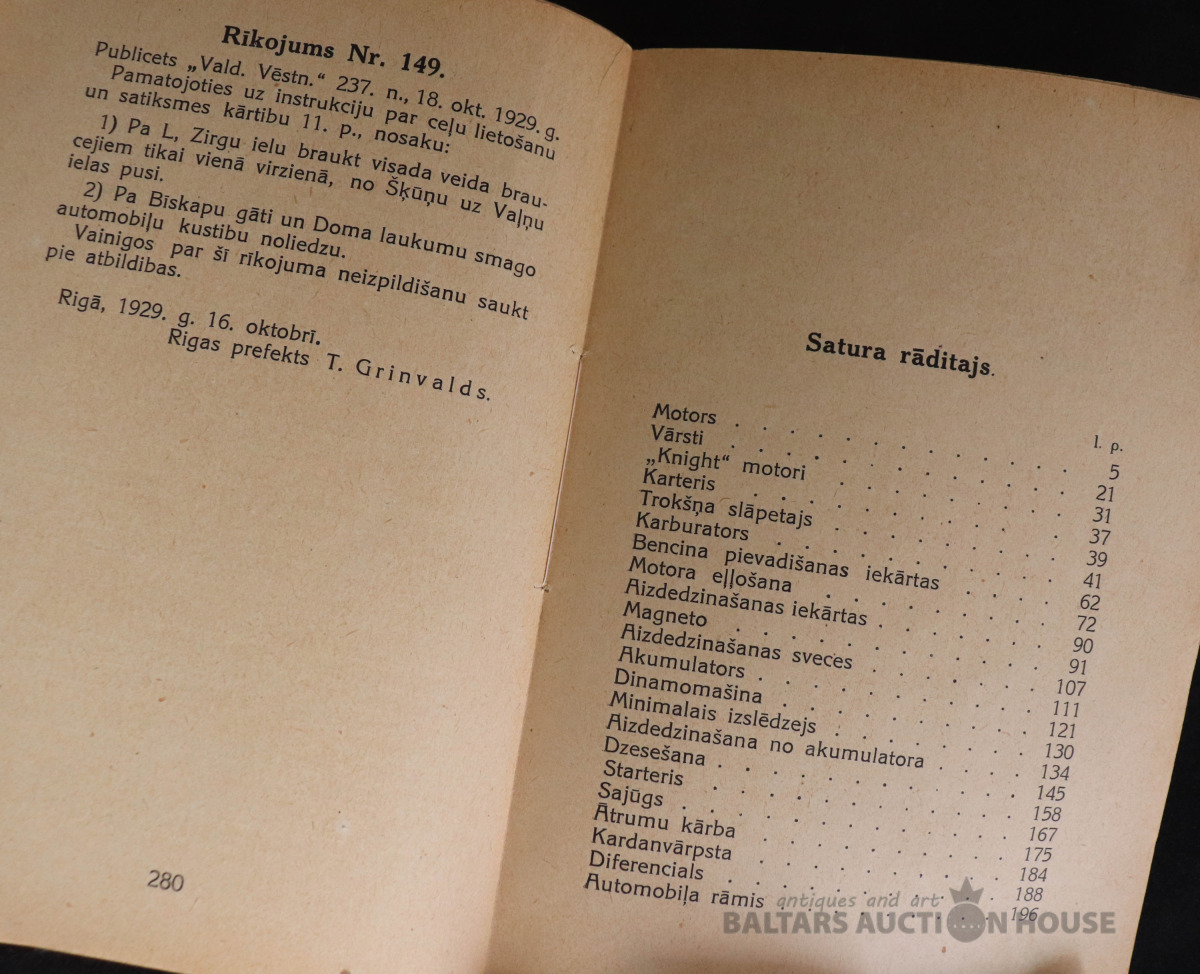 Rīkojums Nr. 149.
Publicets „Vald. Vēstn." 237. n., 18. okt. 1929. g.
Pamatojoties uz instrukciju par ceļu lietošanu
un satiksmes kārtibu 11. p., nosaku:
1) Pa L, Zirgu ielu braukt visada veida brau-
cejiem tikai vienā virzienā, no Šķūņu uz Vaļņu
ielas pusi.
2) Pa Bīskapu gāti un Doma laukumu smago
automobiļu kustibu noliedzu.
Vainigos par šī rīkojuma neizpildišanu saukt
pie atbildibas.
Rigā, 1929. g. 16. oktobrī.
Rigas prefekts T. Grinvalds.
280
Satura rāditajs.
l. p.
Motors . . . . . . . . . . . . . 5
Vārsti . . . . . . . . . . . . . 21
„Knight" motori . . . . . . . . . 31
Karteris . . . . . . . . . . . . 37
Trokšņa slāpetajs . . . . . . . . 39
Karburators . . . . . . . . . . . 41
Bencina pievadišanas iekārtas . . . . 62
Motora eļļošana . . . . . . . . . 72
Aizdedzinašanas iekārtas . . . . . . 90
Magneto . . . . . . . . . . . . 91
Aizdedzinašanas sveces . . . . . . 107
Akumulators . . . . . . . . . . . 111
Dinamomašina . . . . . . . . . . 121
Minimalais izslēdzejs . . . . . . . 130
Aizdedzinašana no akumulatora . . . . 134
Dzesešana . . . . . . . . . . . . 145
Starteris . . . . . . . . . . . . 158
Sajūgs . . . . . . . . . . . . . 167
Ātrumu kārba . . . . . . . . . . 175
Kardanvārpsta . . . . . . . . . . 184
Diferencials . . . . . . . . . . . 188
Automobiļa rāmis . . . . . . . . . 196
antiques and art
BALTARS AUCTION HOUSE